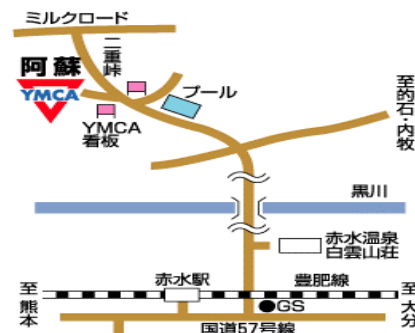 ミルクロード
二重峠
阿蘇
YMCA
プール
YMCA
看板
至的石・内牧
黒川
赤水温泉
白雲山荘
赤水駅
豊肥線
至熊本
至大分
GS
国道57号線